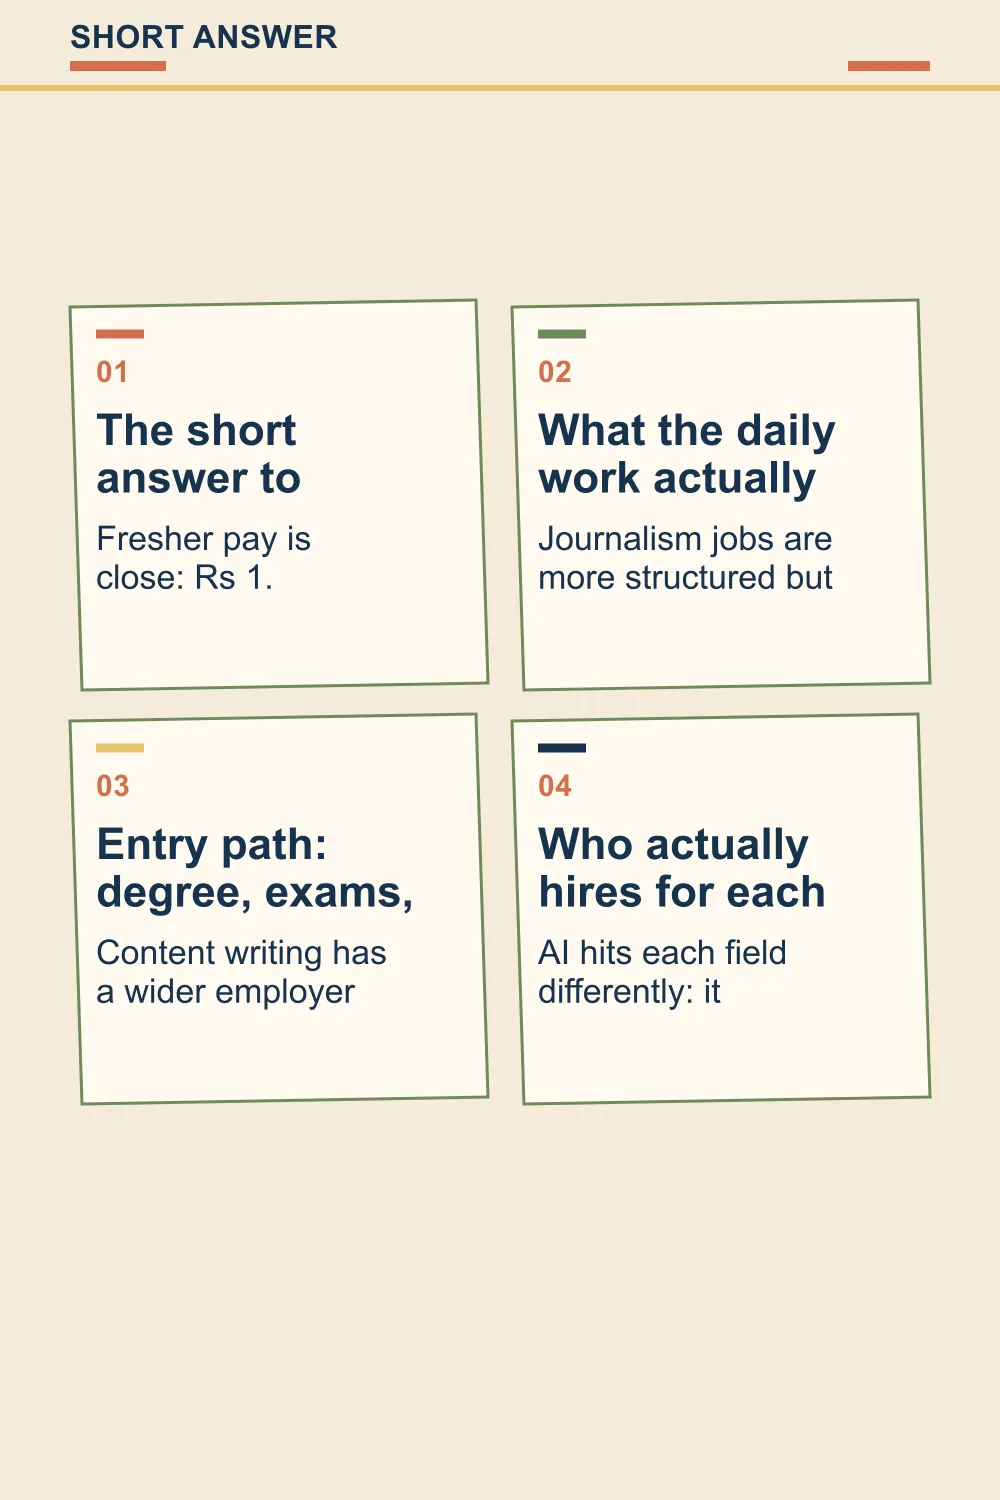 SHORT ANSWER
01
The short
answer to
Fresher pay is
close: Rs 1.
02
What the daily
work actually
Journalism jobs are
more structured but
03
Entry path:
degree, exams,
Content writing has
a wider employer
04
Who actually
hires for each
AI hits each field
differently: it